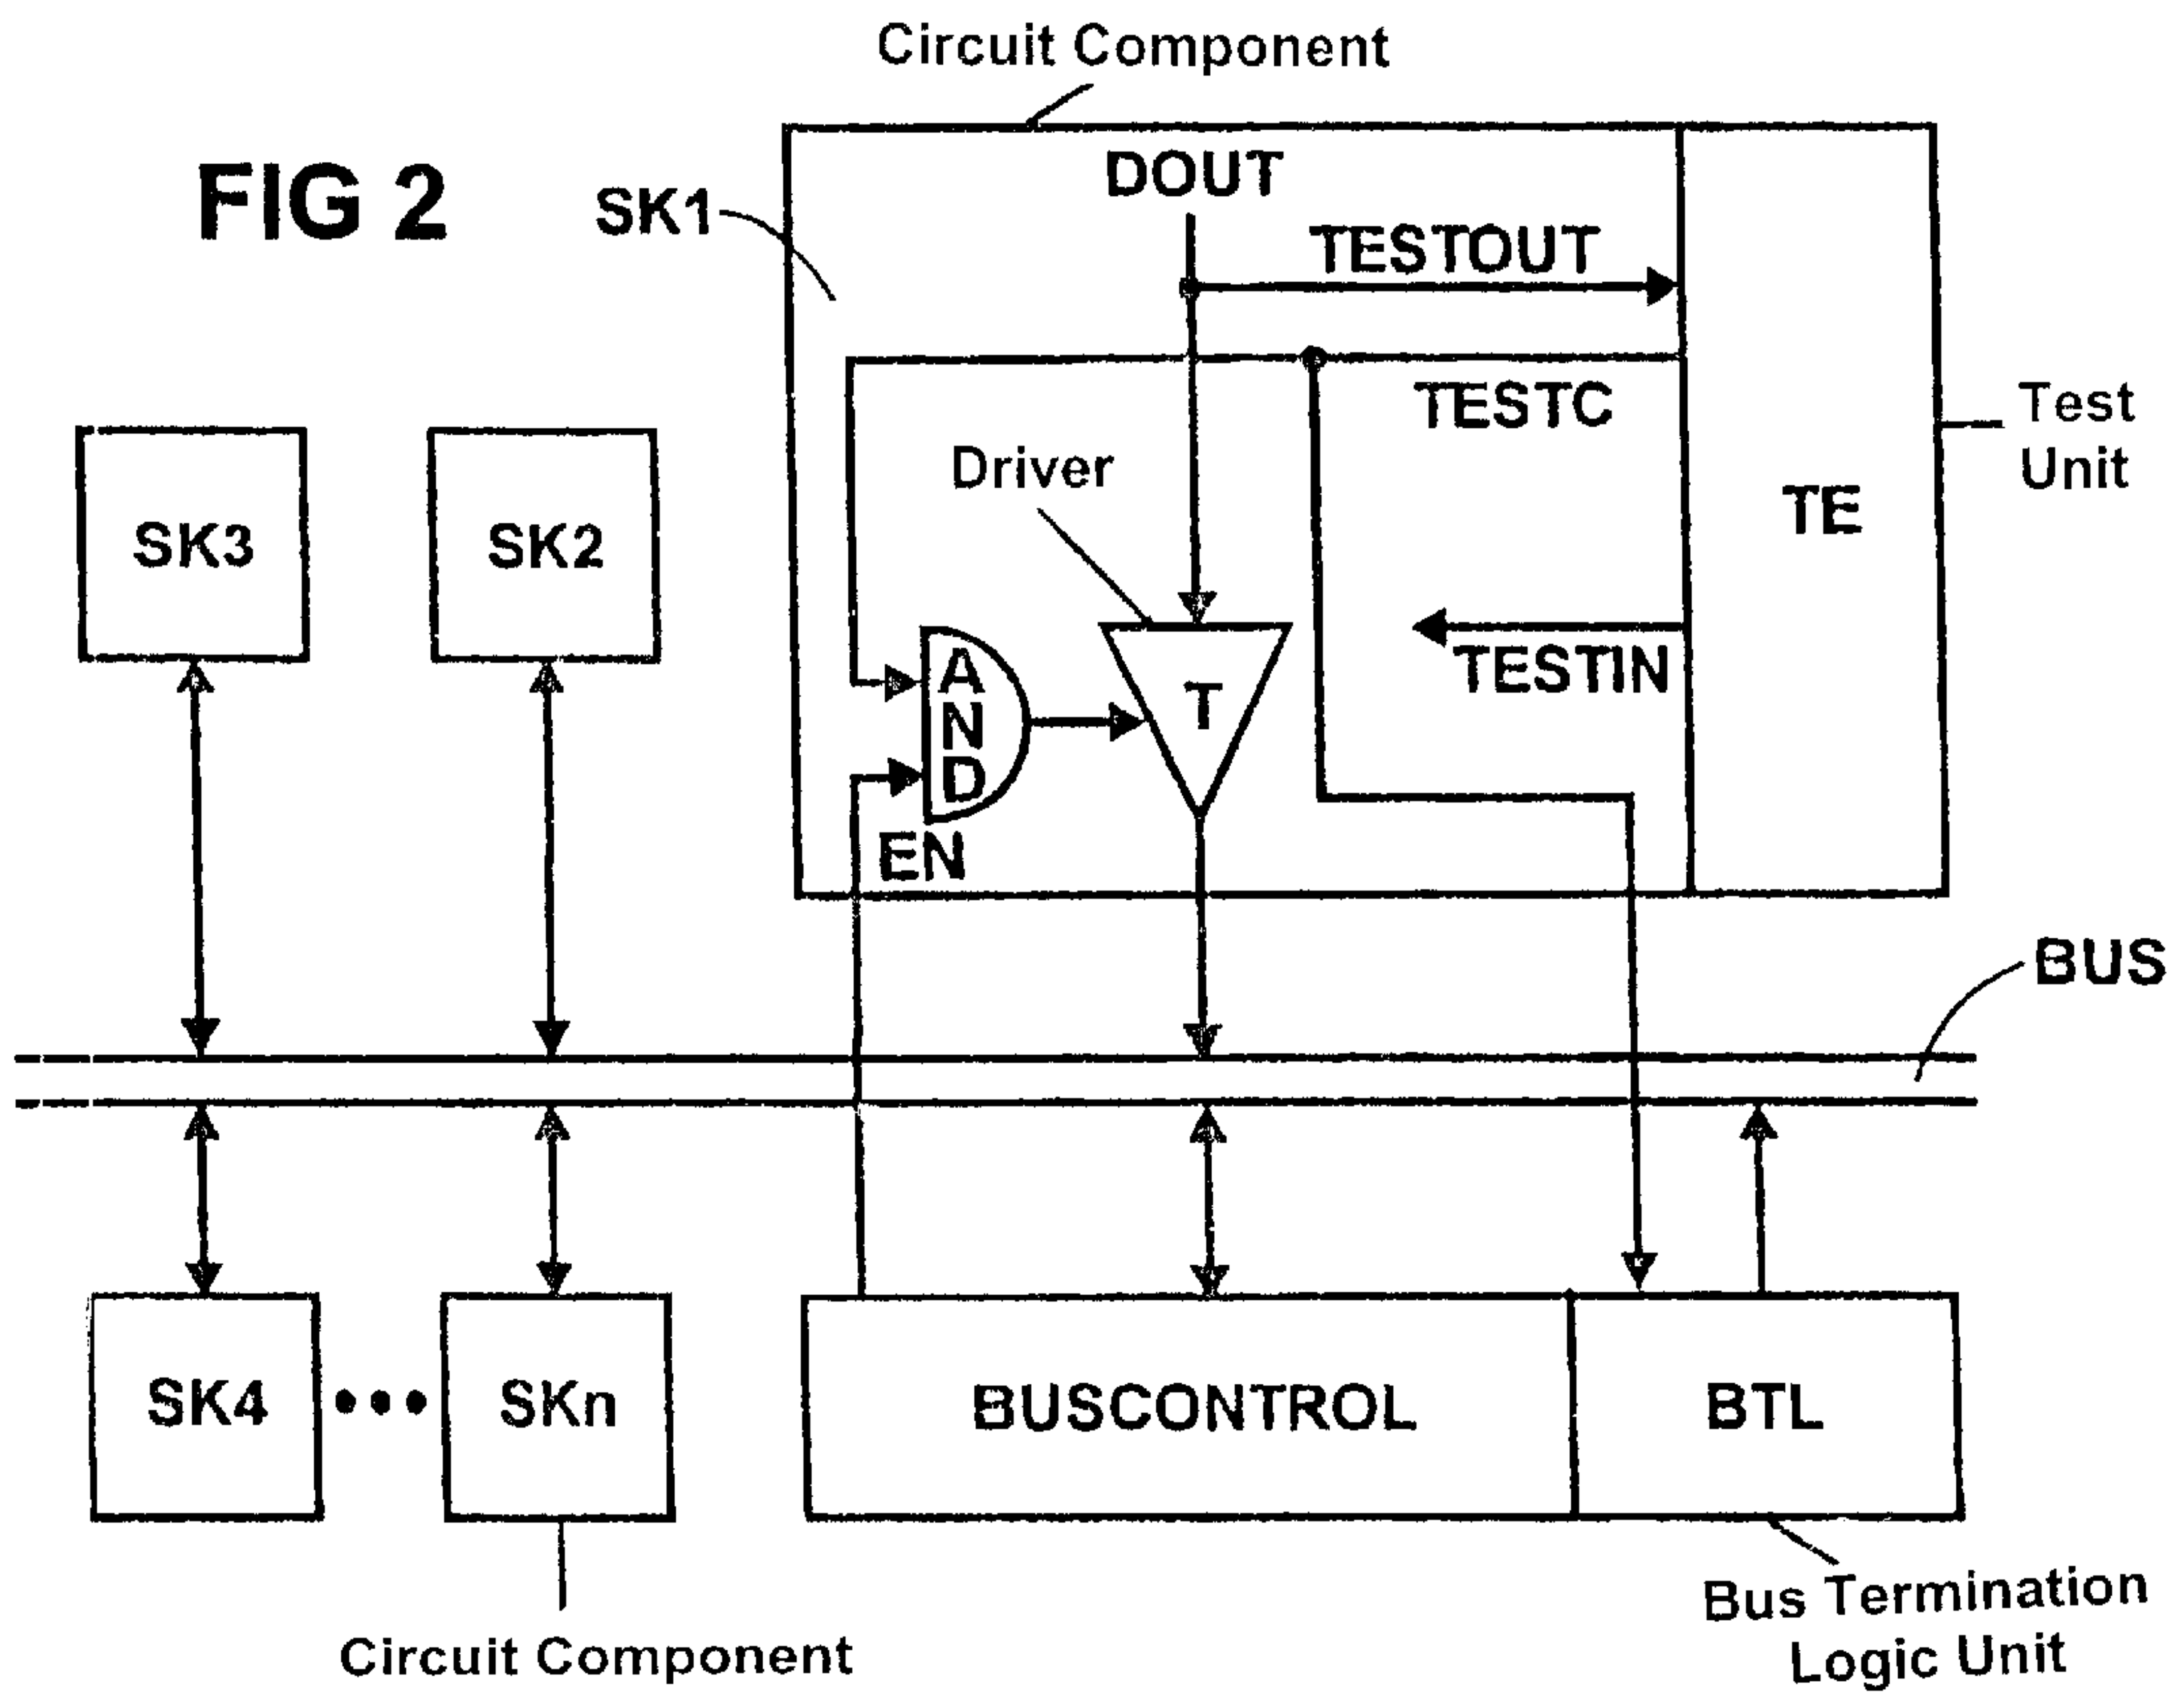 Circuit Component
FIG 2
SK1
DOUT
TESTOUT
TESTC
Test
Unit
Driver
TE
SK3
SK2
TESTIN
T
AND
EN
BUS
SK4
SKn
BUSCONTROL
BTL
Circuit Component
Bus Termination
Logic Unit